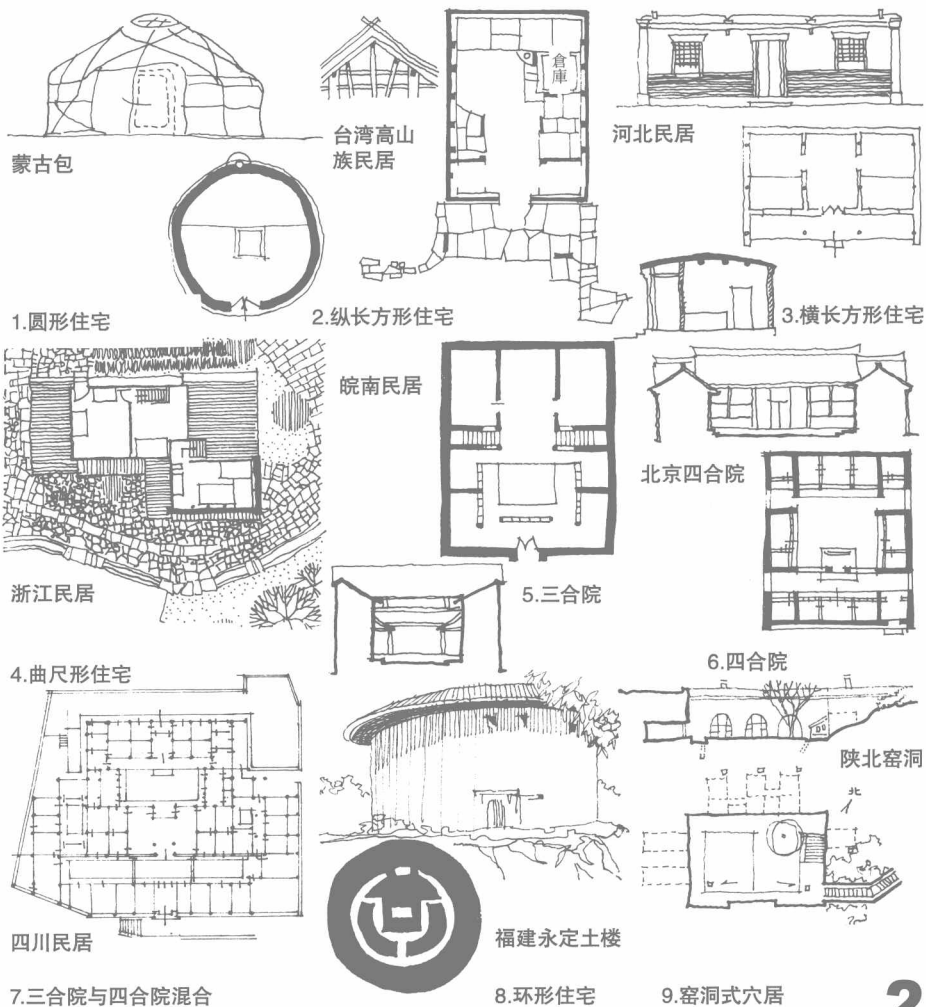 蒙古包
1.圆形住宅
台湾高山
族民居
倉
庫
2.纵长方形住宅
河北民居
3.横长方形住宅
浙江民居
4.曲尺形住宅
皖南民居
5.三合院
北京四合院
6.四合院
四川民居
7.三合院与四合院混合
福建永定土楼
8.环形住宅
陕北窑洞
北
9.窑洞式穴居
2